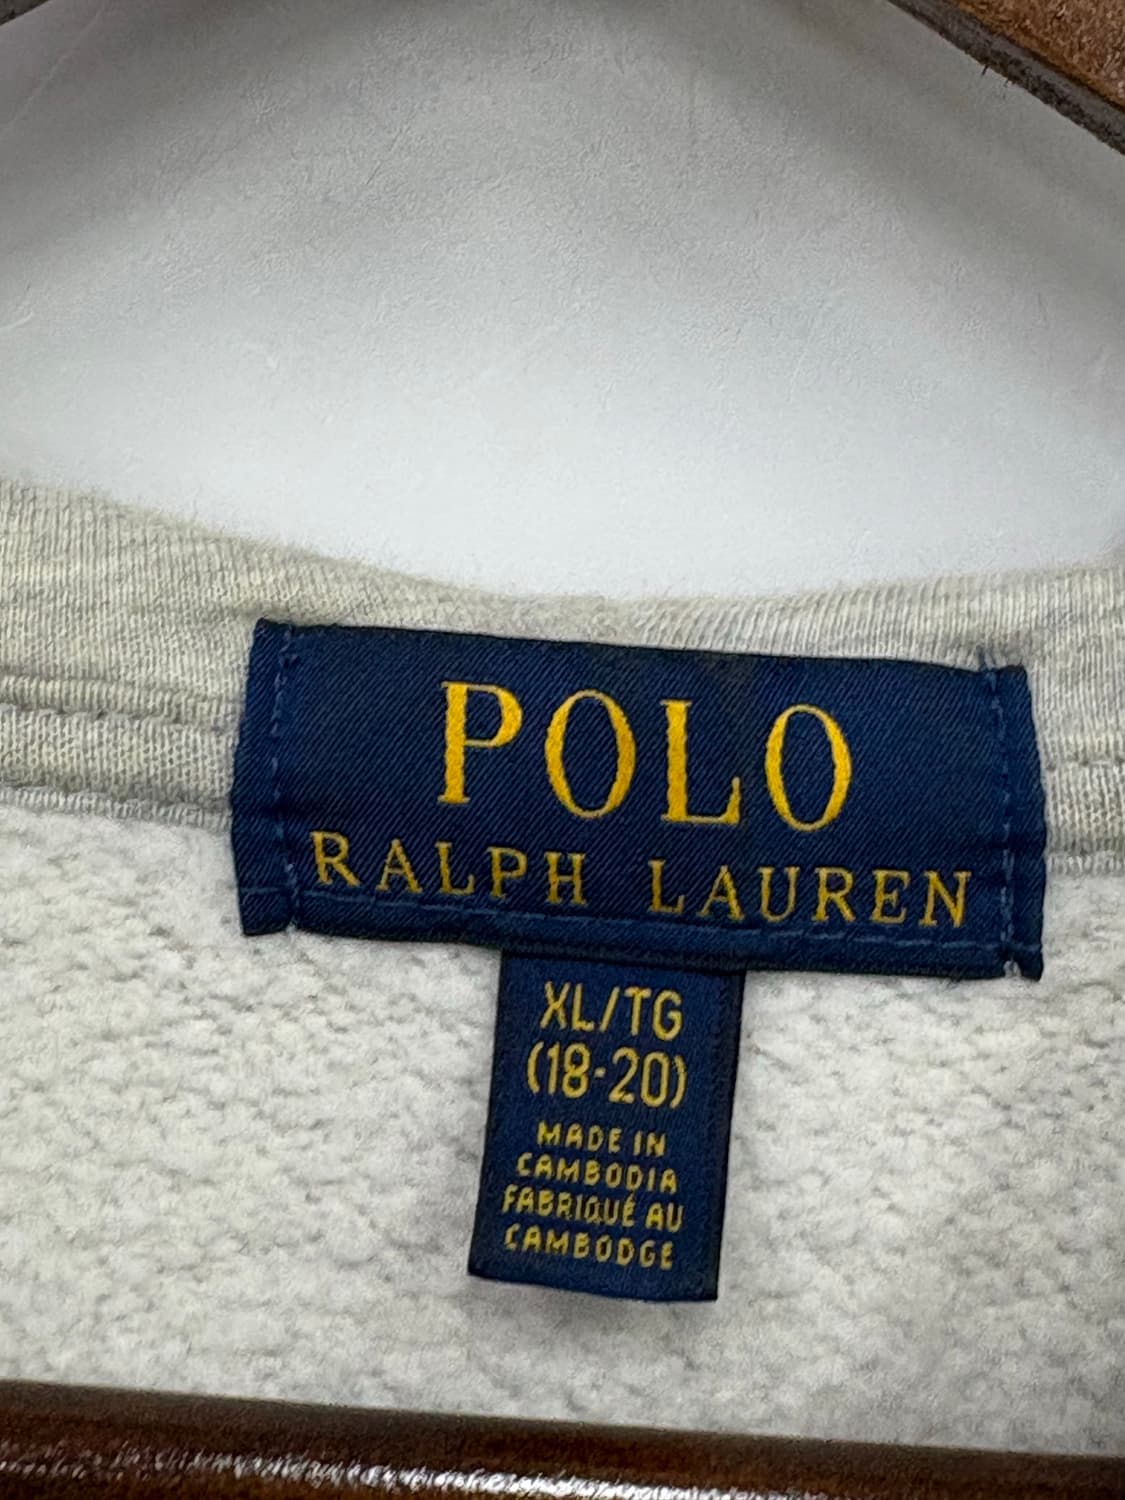 POLO
RALPH LAUREN
XL/TG
(18-20)
MADE IN
CAMBODIA
FABRIQUÉ AU
CAMBODGE